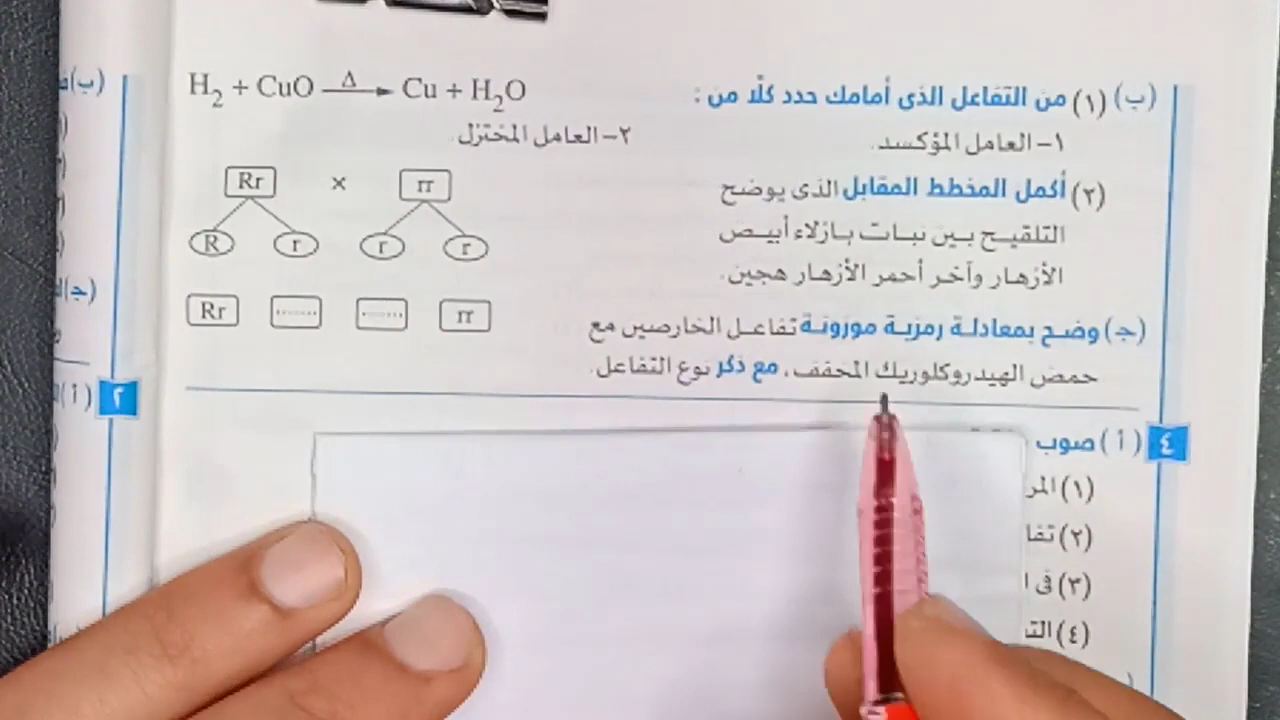 (ب) (١) من التفاعل الذى أمامك حدد كلًا من :
H₂ + CuO Δ→ Cu + H₂O
١- العامل المؤكسد.
٢- العامل المختزل.
(٢) أكمل المخطط المقابل الذى يوضح
التلقيح بين نبات بازلاء أبيض
الأزهار وآخر أحمر الأزهار هجين.
Rr × rr
R r r r
Rr ........ ........ rr
(جـ) وضح بمعادلة رمزية موزونة تفاعل الخارصين مع
حمض الهيدروكلوريك المخفف، مع ذكر نوع التفاعل.
٤ (أ) صوب
(١)
(٢)
(٣) فى
(٤)
(ب)
(جـ)
٢ (أ)